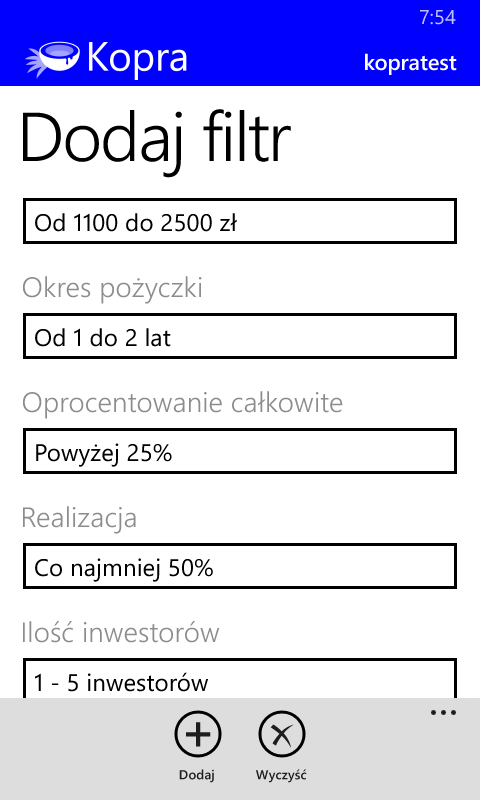 7:54
Kopra
kopratest
Dodaj filtr
Od 1100 do 2500 zł
Okres pożyczki
Od 1 do 2 lat
Oprocentowanie całkowite
Powyżej 25%
Realizacja
Co najmniej 50%
Ilość inwestorów
1 - 5 inwestorów
Dodaj
Wyczyść